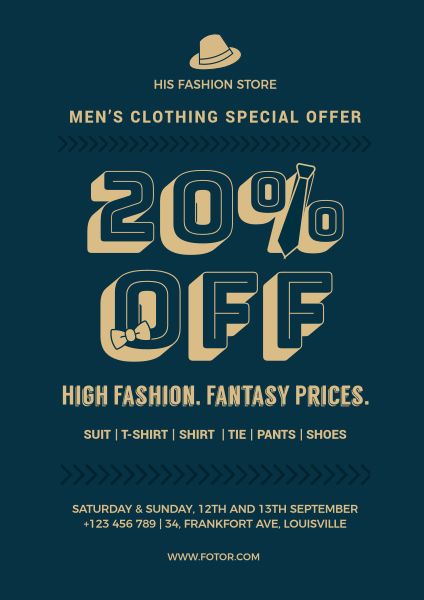 HIS FASHION STORE
MEN'S CLOTHING SPECIAL OFFER
20%
OFF
HIGH FASHION. FANTASY PRICES.
SUIT | T-SHIRT | SHIRT | TIE | PANTS | SHOES
SATURDAY & SUNDAY, 12TH AND 13TH SEPTEMBER
+123 456 789 | 34, FRANKFORT AVE, LOUISVILLE
WWW.FOTOR.COM